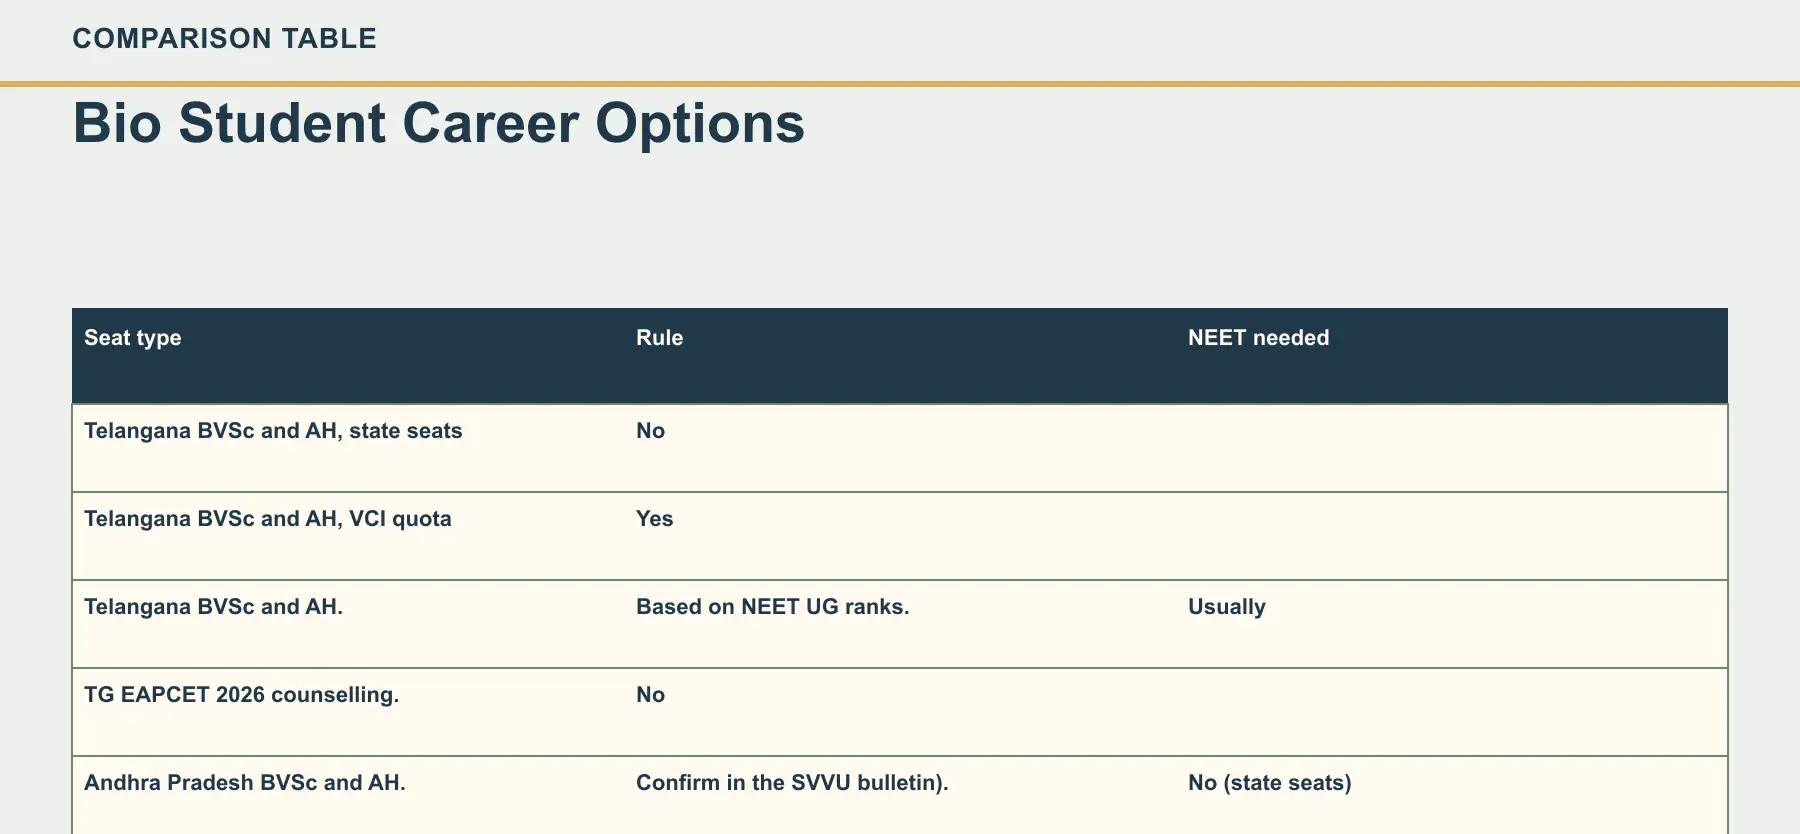 COMPARISON TABLE
Bio Student Career Options
Seat type Rule NEET needed
Telangana BVSc and AH, state seats No
Telangana BVSc and AH, VCI quota Yes
Telangana BVSc and AH. Based on NEET UG ranks. Usually
TG EAPCET 2026 counselling. No
Andhra Pradesh BVSc and AH. Confirm in the SVVU bulletin). No (state seats)